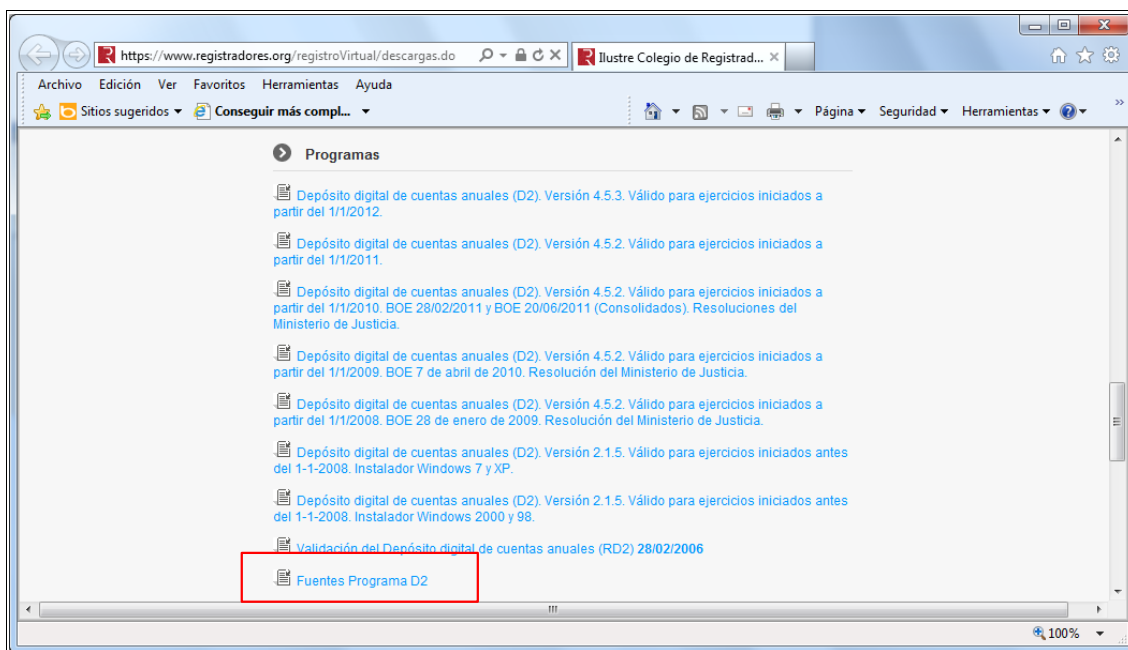 https://www.registradores.org/registroVirtual/descargas.do
Ilustre Colegio de Registrad...
Archivo Edición Ver Favoritos Herramientas Ayuda
Sitios sugeridos Conseguir más compl...
Página Seguridad Herramientas
Programas
Depósito digital de cuentas anuales (D2). Versión 4.5.3. Válido para ejercicios iniciados a
partir del 1/1/2012.
Depósito digital de cuentas anuales (D2). Versión 4.5.2. Válido para ejercicios iniciados a
partir del 1/1/2011.
Depósito digital de cuentas anuales (D2). Versión 4.5.2. Válido para ejercicios iniciados a
partir del 1/1/2010. BOE 28/02/2011 y BOE 20/06/2011 (Consolidados). Resoluciones del
Ministerio de Justicia.
Depósito digital de cuentas anuales (D2). Versión 4.5.2. Válido para ejercicios iniciados a
partir del 1/1/2009. BOE 7 de abril de 2010. Resolución del Ministerio de Justicia.
Depósito digital de cuentas anuales (D2). Versión 4.5.2. Válido para ejercicios iniciados a
partir del 1/1/2008. BOE 28 de enero de 2009. Resolución del Ministerio de Justicia.
Depósito digital de cuentas anuales (D2). Versión 2.1.5. Válido para ejercicios iniciados antes
del 1-1-2008. Instalador Windows 7 y XP.
Depósito digital de cuentas anuales (D2). Versión 2.1.5. Válido para ejercicios iniciados antes
del 1-1-2008. Instalador Windows 2000 y 98.
Validación del Depósito digital de cuentas anuales (RD2) 28/02/2006
Fuentes Programa D2
100%